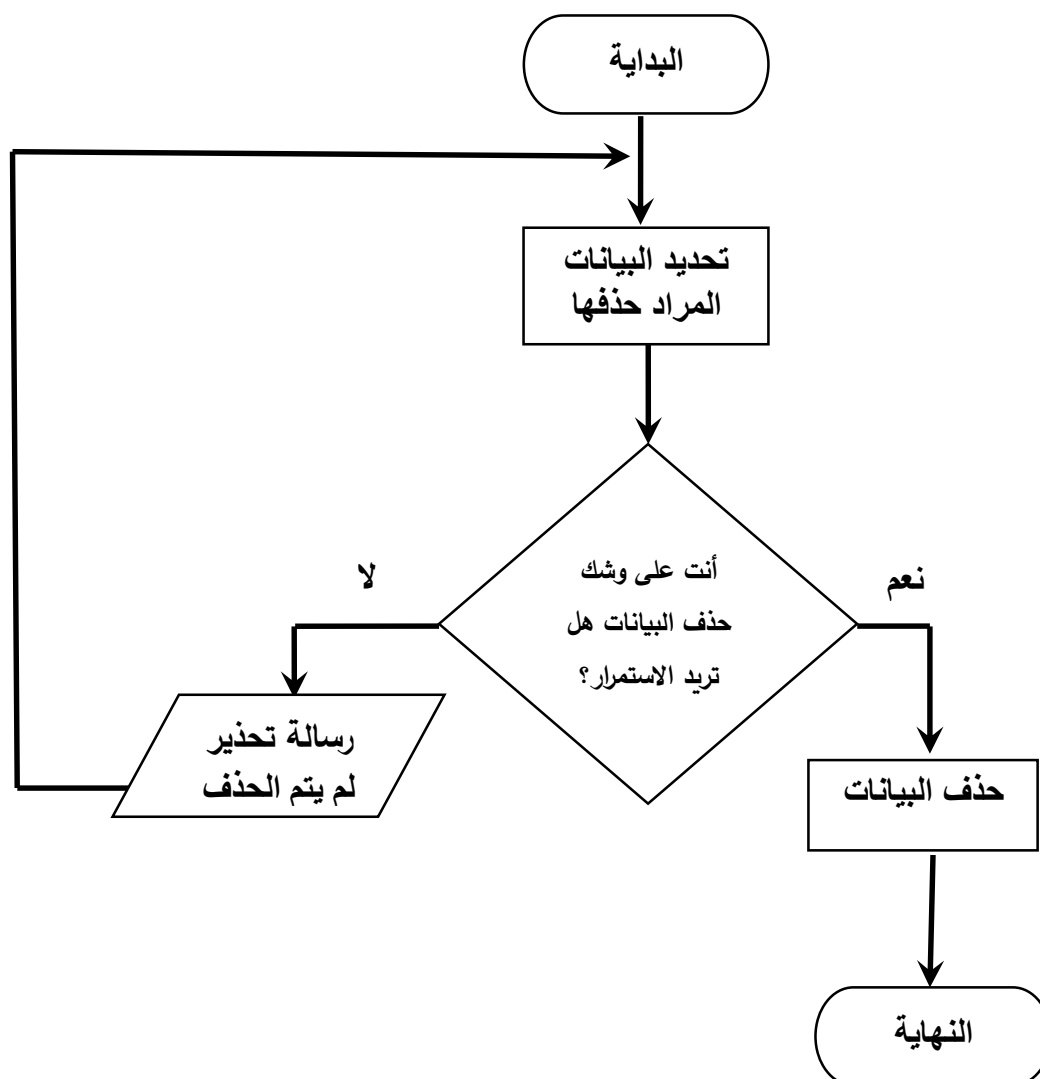 البداية
تحديد البيانات
المراد حذفها
أنت على وشك
حذف البيانات هل
تريد الاستمرار؟
نعم
لا
رسالة تحذير
لم يتم الحذف
حذف البيانات
النهاية